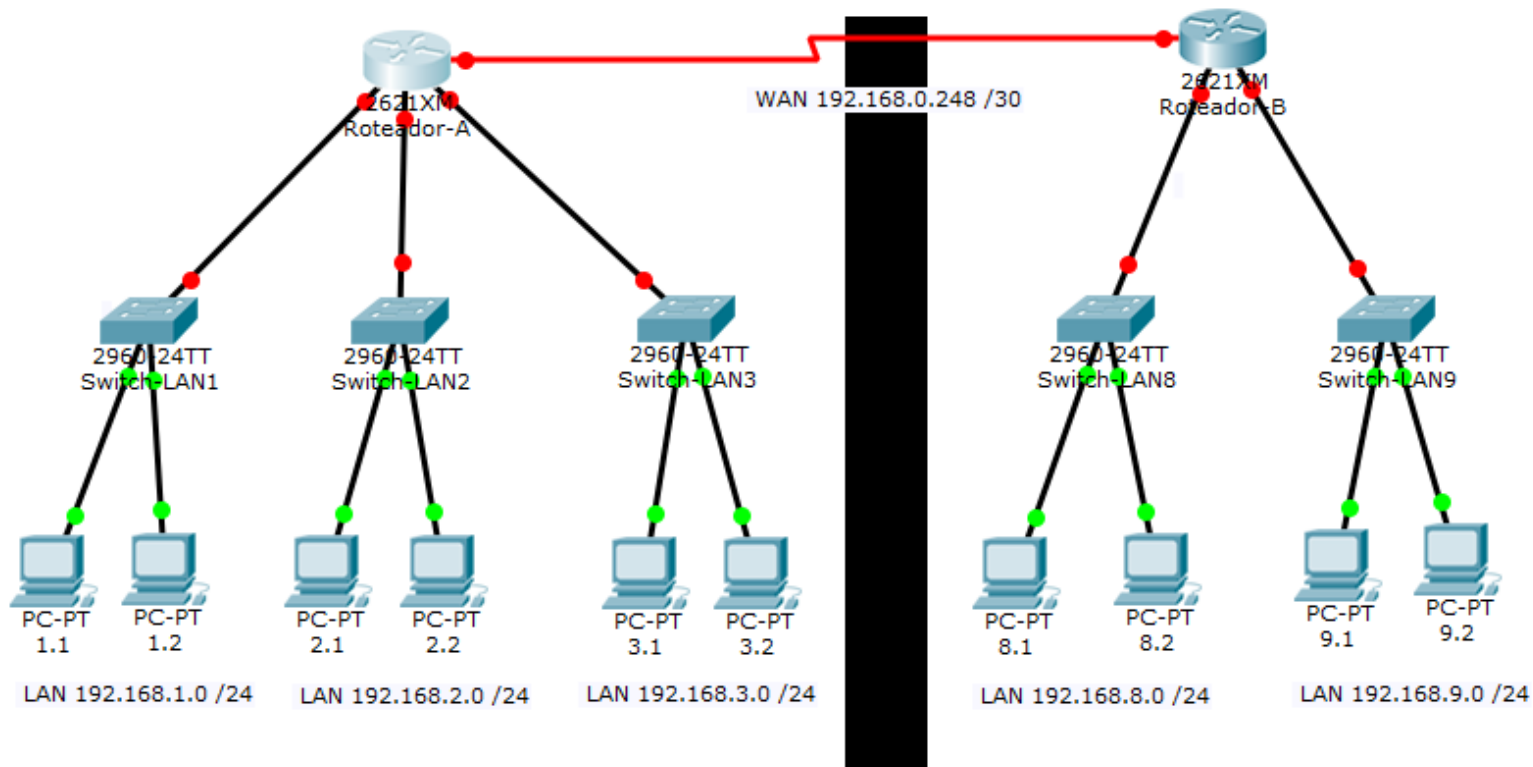 2621XM
Roteador-A
WAN 192.168.0.248 /30
2621XM
Roteador-B
2960-24TT
Switch-LAN1
2960-24TT
Switch-LAN2
2960-24TT
Switch-LAN3
2960-24TT
Switch-LAN8
2960-24TT
Switch-LAN9
PC-PT
1.1
PC-PT
1.2
PC-PT
2.1
PC-PT
2.2
PC-PT
3.1
PC-PT
3.2
PC-PT
8.1
PC-PT
8.2
PC-PT
9.1
PC-PT
9.2
LAN 192.168.1.0 /24
LAN 192.168.2.0 /24
LAN 192.168.3.0 /24
LAN 192.168.8.0 /24
LAN 192.168.9.0 /24